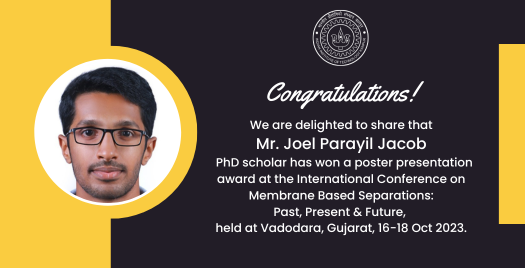 Congratulations!
We are delighted to share that
Mr. Joel Parayil Jacob
PhD scholar has won a poster presentation
award at the International Conference on
Membrane Based Separations:
Past, Present & Future,
held at Vadodara, Gujarat, 16-18 Oct 2023.